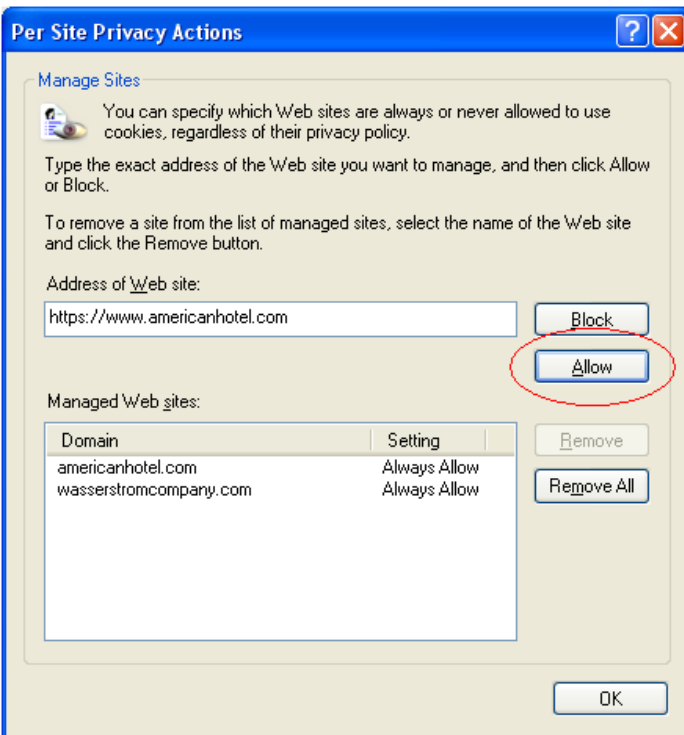 Per Site Privacy Actions
Manage Sites
You can specify which Web sites are always or never allowed to use
cookies, regardless of their privacy policy.
Type the exact address of the Web site you want to manage, and then click Allow
or Block.
To remove a site from the list of managed sites, select the name of the Web site
and click the Remove button.
Address of Web site:
https://www.americanhotel.com
Block
Allow
Managed Web sites:
Domain Setting
Remove
americanhotel.com Always Allow
wasserstromcompany.com Always Allow
Remove All
OK